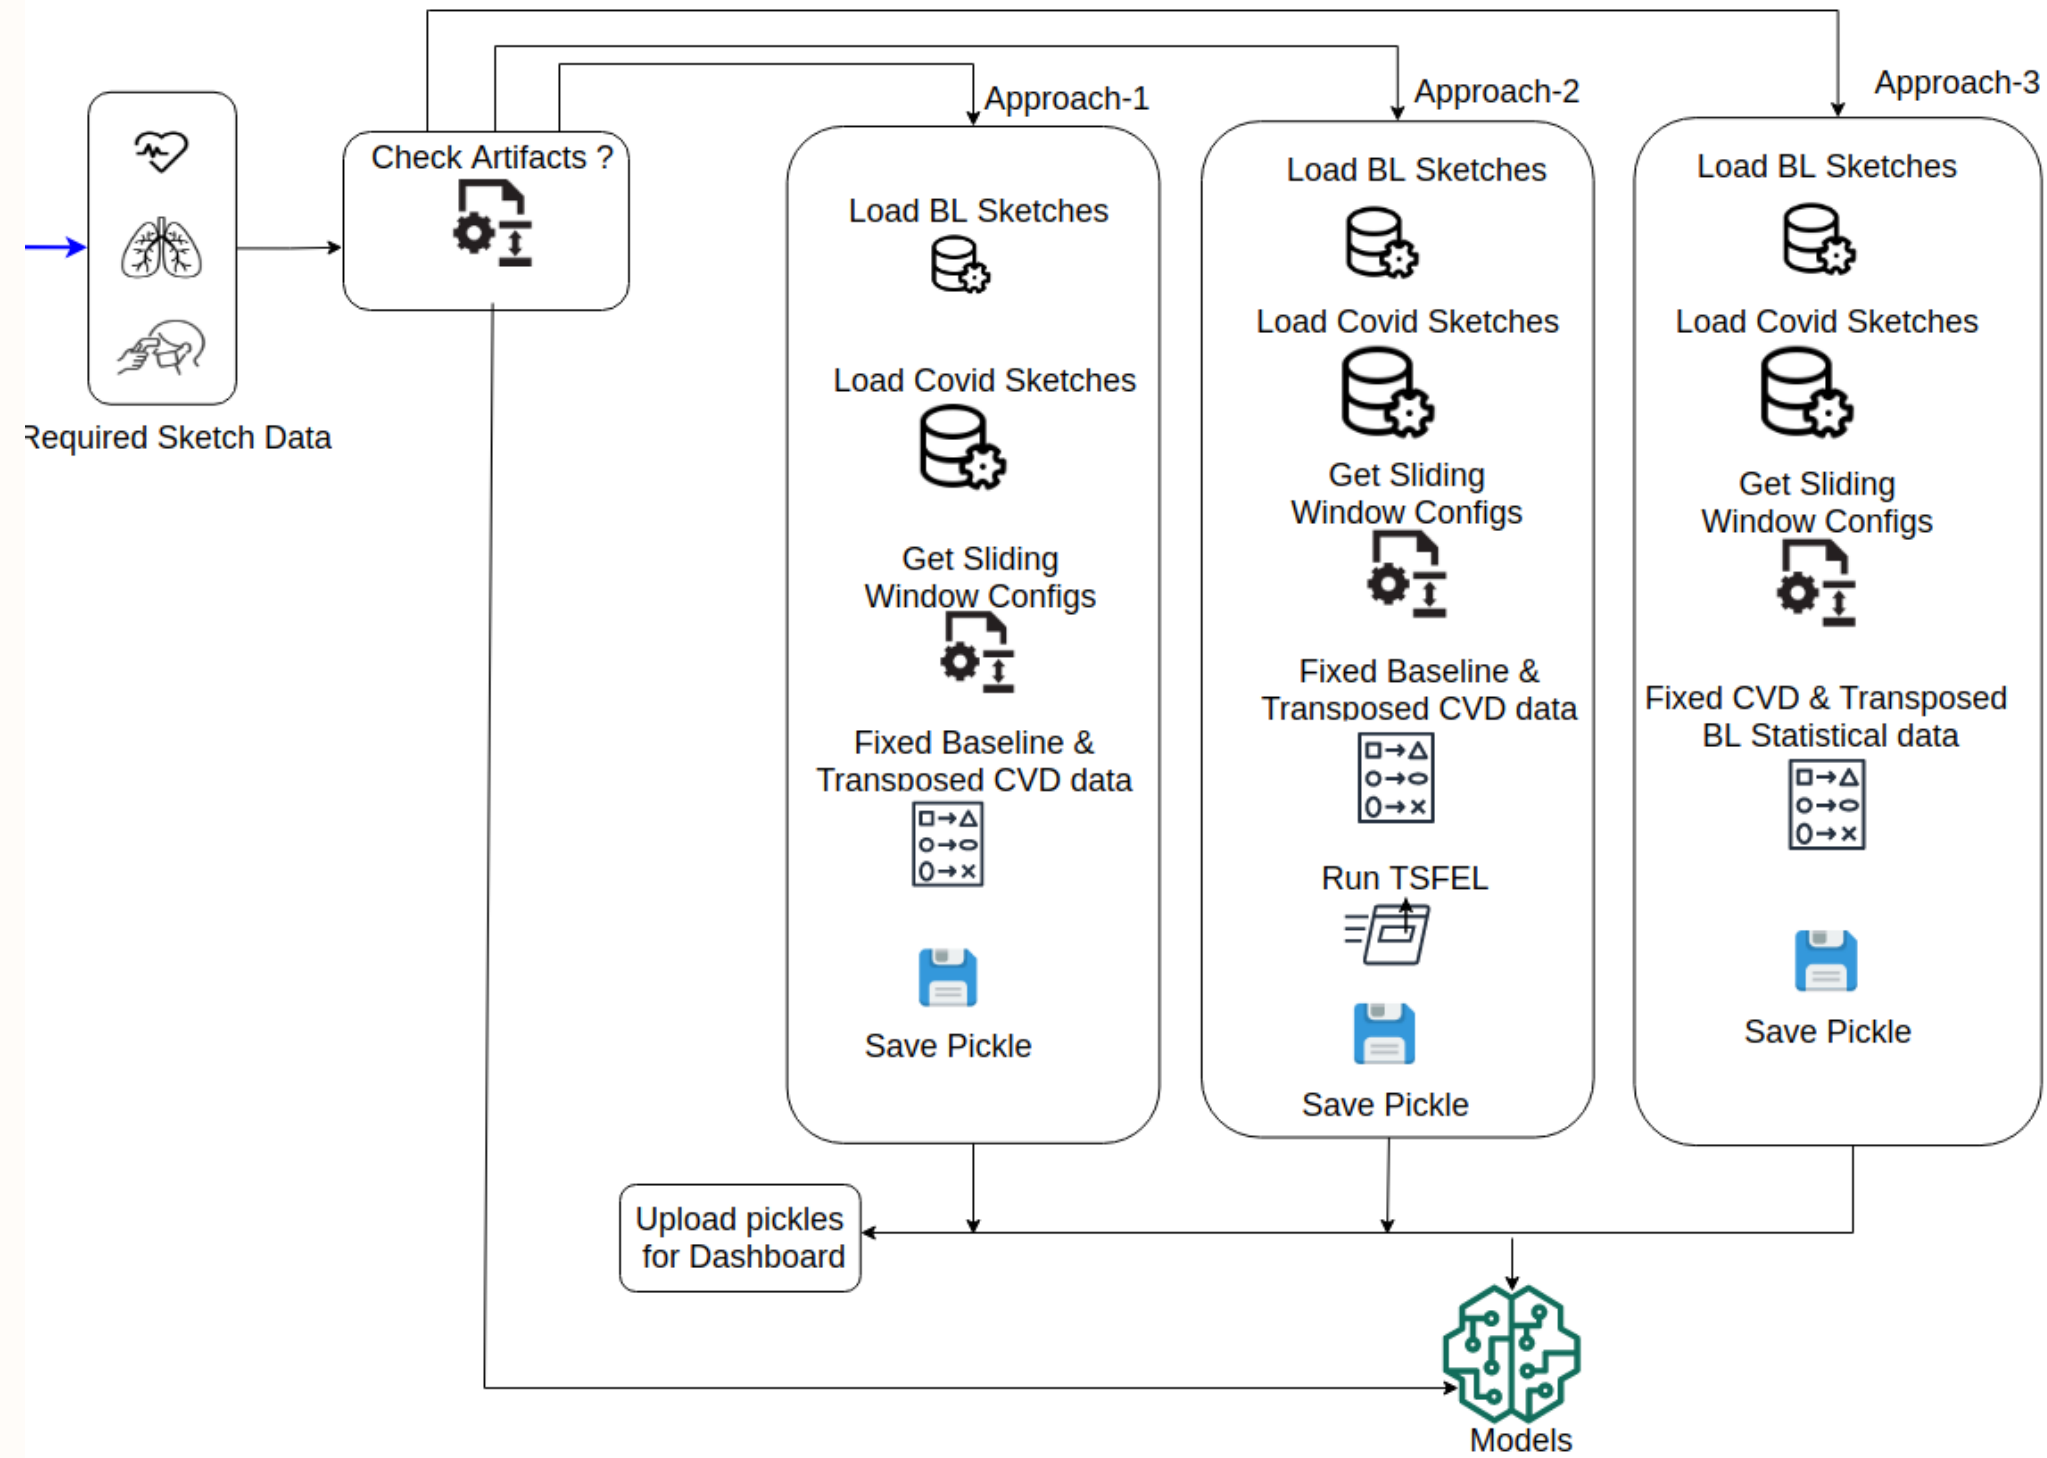 Approach-1
Approach-2
Approach-3
Check Artifacts ?
Required Sketch Data
Load BL Sketches
Load Covid Sketches
Get Sliding
Window Configs
Fixed Baseline &
Transposed CVD data
Save Pickle
Load BL Sketches
Load Covid Sketches
Get Sliding
Window Configs
Fixed Baseline &
Transposed CVD data
Run TSFEL
Save Pickle
Load BL Sketches
Load Covid Sketches
Get Sliding
Window Configs
Fixed CVD & Transposed
BL Statistical data
Save Pickle
Upload pickles
for Dashboard
Models